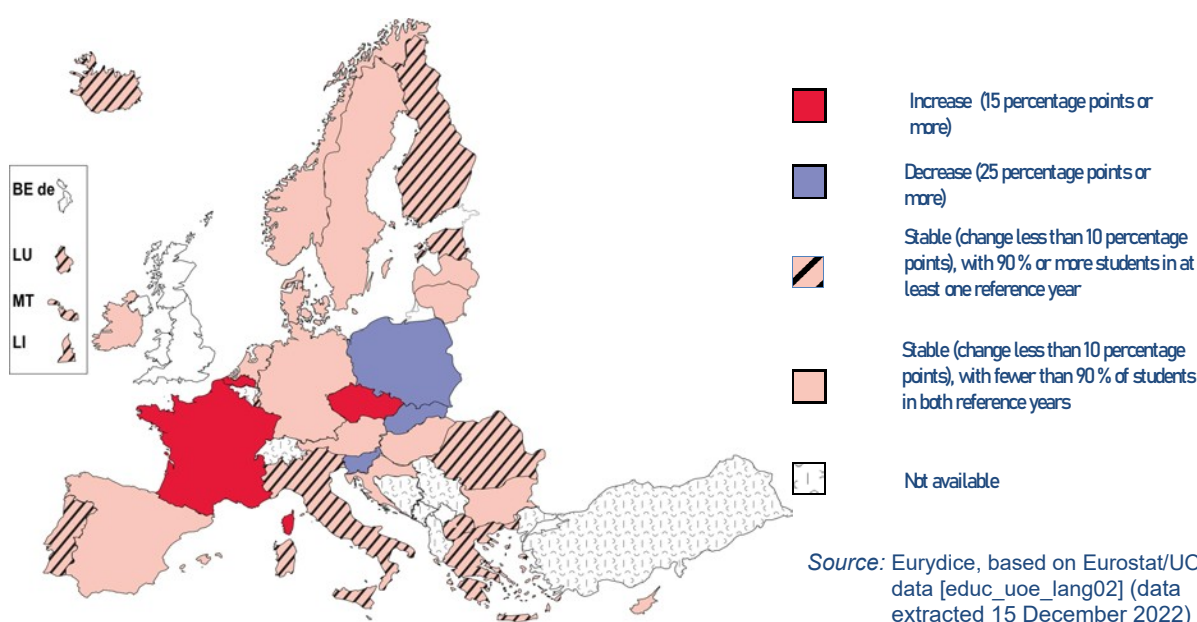 BE de
LU
MT
LI
Increase (15 percentage points or
more)
Decrease (25 percentage points or
more)
Stable (change less than 10 percentage
points), with 90 % or more students in at
least one reference year
Stable (change less than 10 percentage
points), with fewer than 90 % of students
in both reference years
Not available
Source: Eurydice, based on Eurostat/UO
data [educ_uoe_lang02] (data
extracted 15 December 2022)